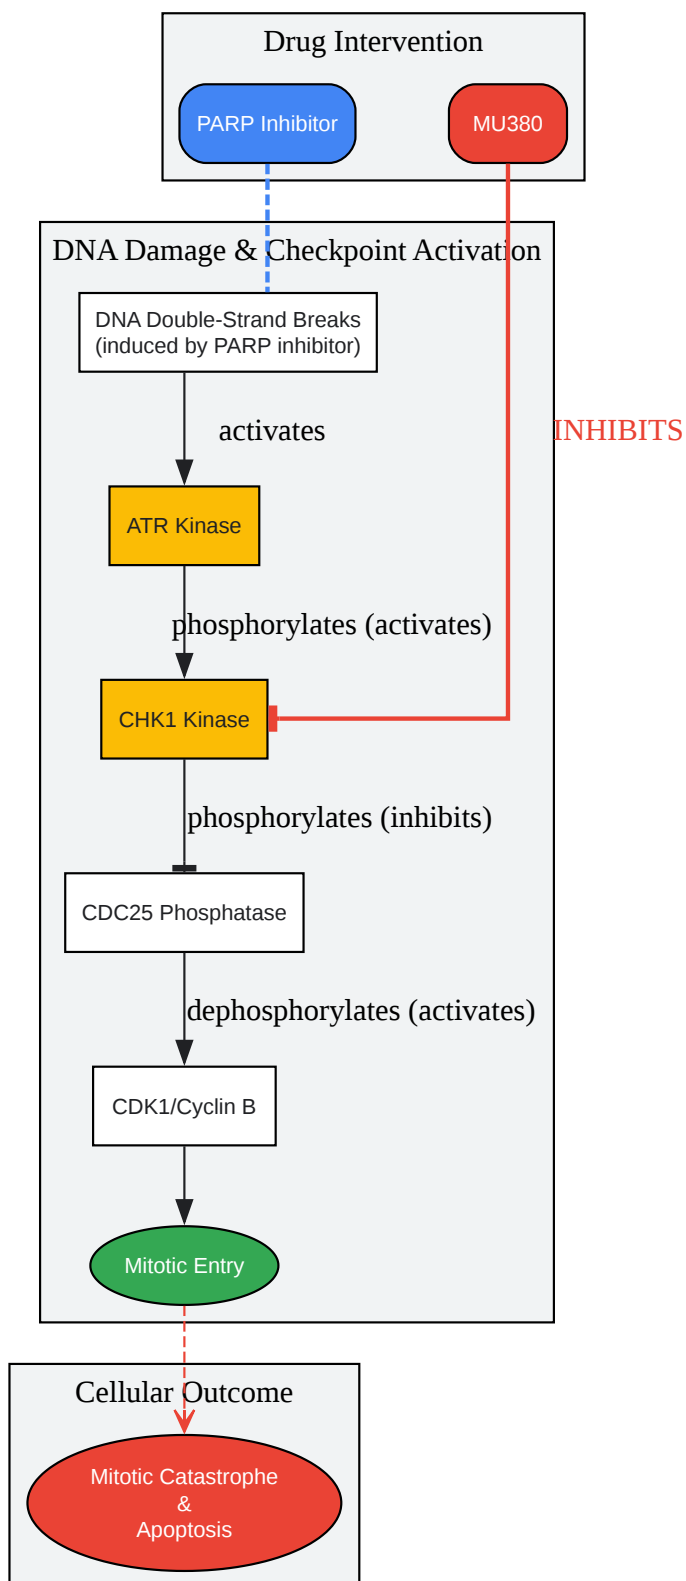 Drug Intervention
PARP Inhibitor
MU380
DNA Damage & Checkpoint Activation
DNA Double-Strand Breaks
(induced by PARP inhibitor)
activates
INHIBITS
ATR Kinase
phosphorylates (activates)
CHK1 Kinase
phosphorylates (inhibits)
CDC25 Phosphatase
dephosphorylates (activates)
CDK1/Cyclin B
Mitotic Entry
Cellular Outcome
Mitotic Catastrophe
&
Apoptosis